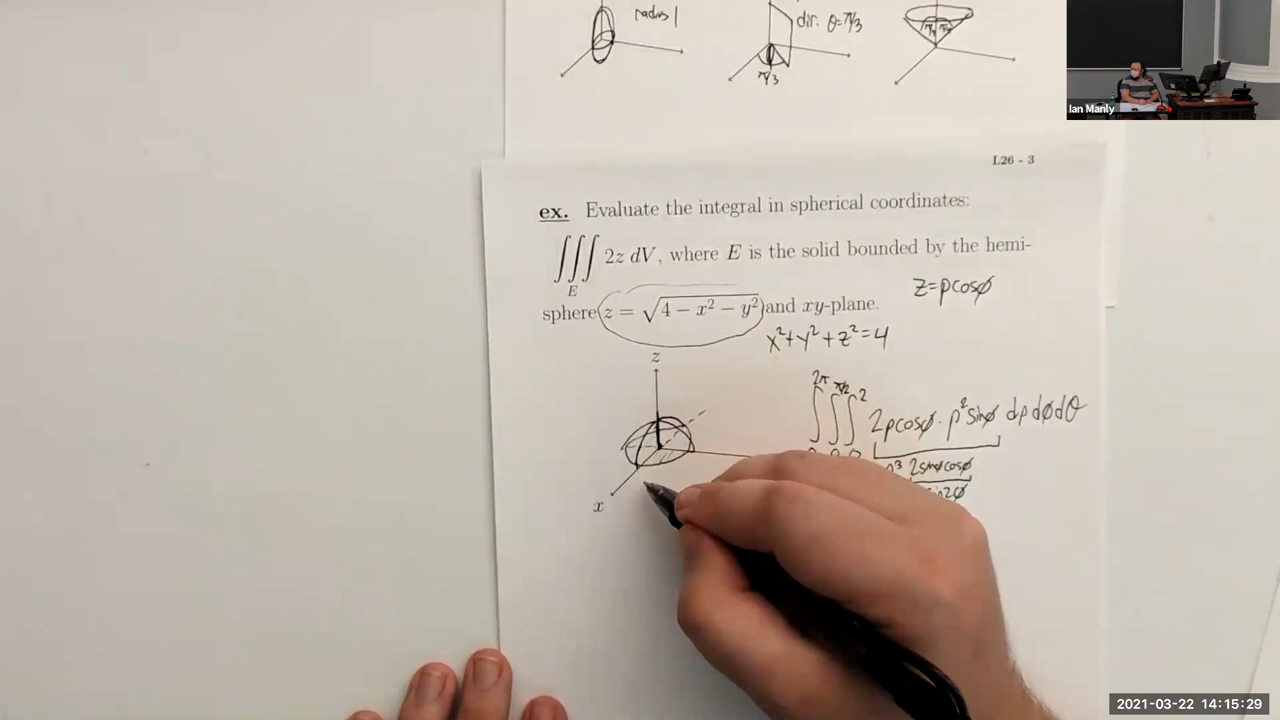 radius 1
dir. θ=π/3
π/3
Ian Manly
L26 - 3
ex. Evaluate the integral in spherical coordinates:
∭_E 2z dV, where E is the solid bounded by the hemi-
sphere z = √(4 − x² − y²) and xy-plane.
z=ρcosϕ
x²+y²+z²=4
z
2π π/2 2
∫∫∫ 2ρcosϕ · ρ²sinϕ dρdϕdθ
2sinϕcosϕ
x
2021-03-22 14:15:29